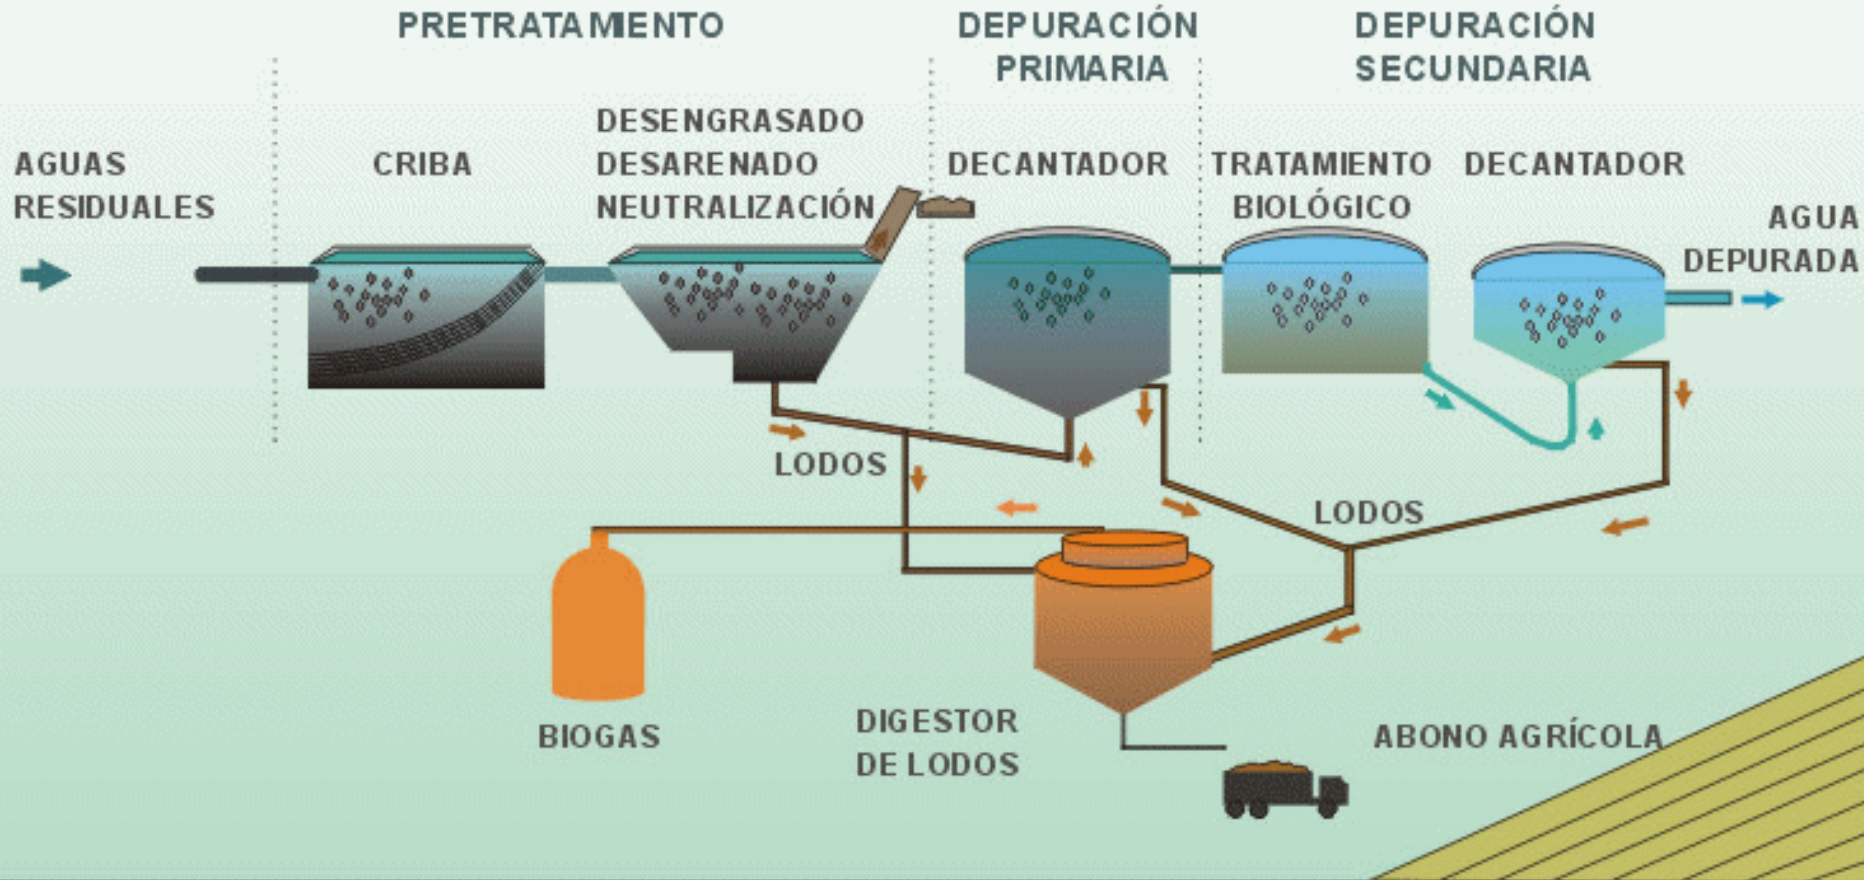 PRETRATAMIENTO
DEPURACIÓN
PRIMARIA
DEPURACIÓN
SECUNDARIA
AGUAS
RESIDUALES
CRIBA
DESENGRASADO
DESARENADO
NEUTRALIZACIÓN
DECANTADOR
TRATAMIENTO
BIOLÓGICO
DECANTADOR
AGUA
DEPURADA
LODOS
LODOS
BIOGAS
DIGESTOR
DE LODOS
ABONO AGRÍCOLA